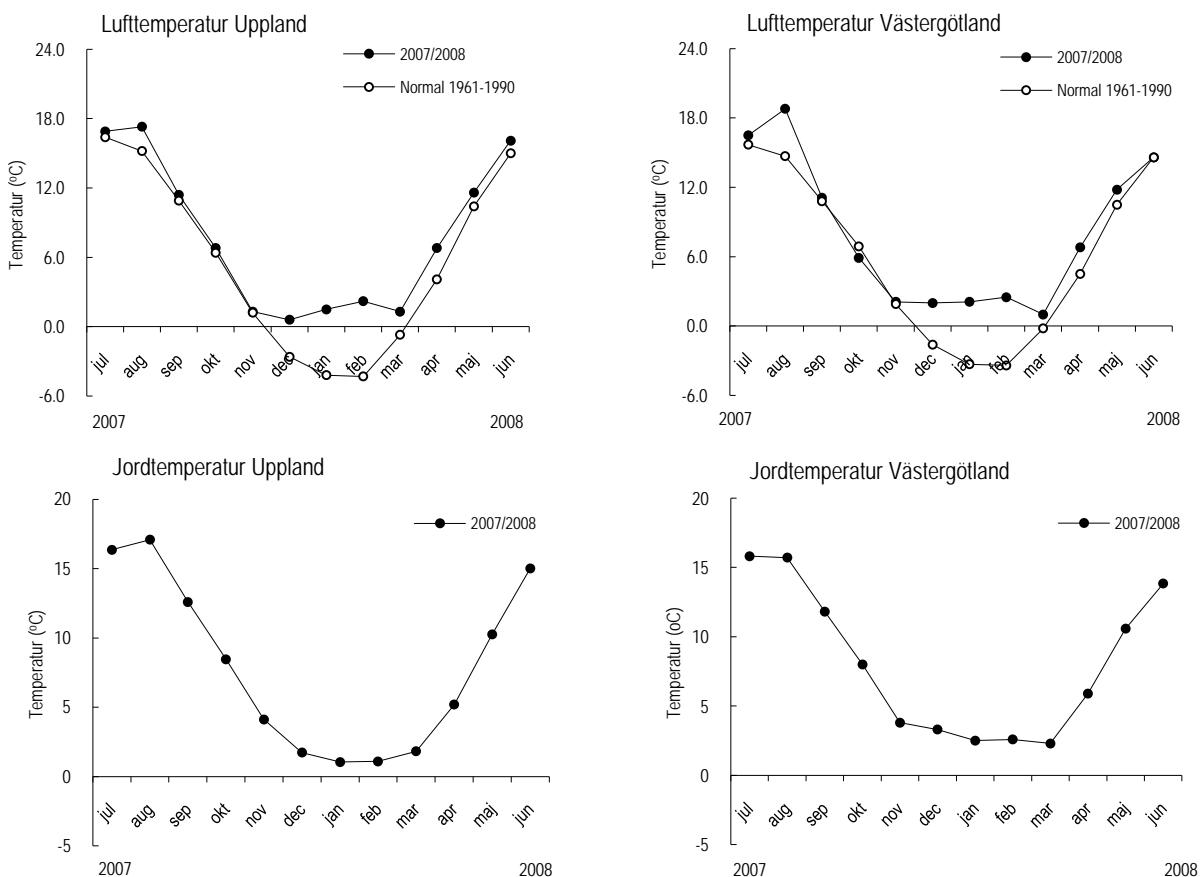 Lufttemperatur Uppland
24.0
18.0
12.0
6.0
0.0
-6.0
Temperatur (ºC)
2007/2008
Normal 1961-1990
jul aug sep okt nov dec jan feb mar apr maj jun
2007 2008
Lufttemperatur Västergötland
24.0
18.0
12.0
6.0
0.0
-6.0
Temperatur (ºC)
2007/2008
Normal 1961-1990
jul aug sep okt nov dec jan feb mar apr maj jun
2007 2008
Jordtemperatur Uppland
20
15
10
5
0
-5
Temperatur (ºC)
2007/2008
jul aug sep okt nov dec jan feb mar apr maj jun
2007 2008
Jordtemperatur Västergötland
20
15
10
5
0
-5
Temperatur (oC)
2007/2008
jul aug sep okt nov dec jan feb mar apr maj jun
2007 2008